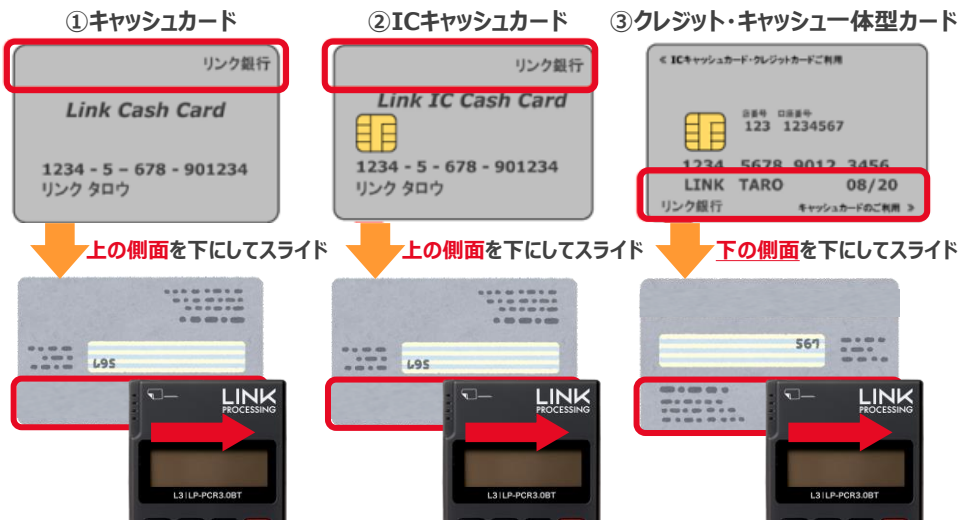 ①キャッシュカード
リンク銀行
Link Cash Card
1234 - 5 – 678 - 901234
リンク タロウ
上の側面を下にしてスライド
567
LINK
PROCESSING
L3 I LP-PCR3.0BT
②ICキャッシュカード
リンク銀行
Link IC Cash Card
1234 - 5 - 678 - 901234
リンク タロウ
上の側面を下にしてスライド
567
LINK
PROCESSING
L3 I LP-PCR3.0BT
③クレジット・キャッシュ一体型カード
≪ ICキャッシュカード・クレジットカードご利用
店番号 口座番号
123 1234567
1234 5678 9012 3456
LINK TARO 08/20
リンク銀行 キャッシュカードのご利用 ≫
下の側面を下にしてスライド
567
LINK
PROCESSING
L3 I LP-PCR3.0BT